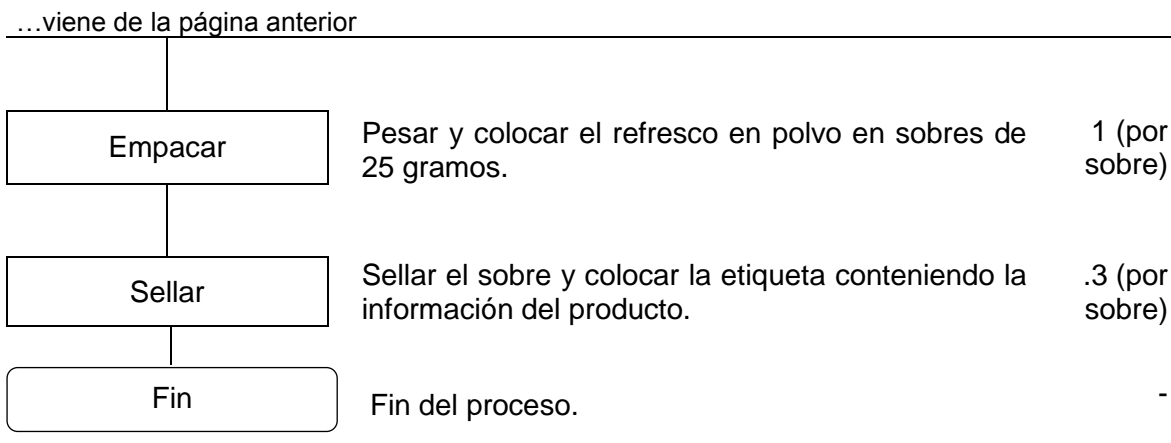 …viene de la página anterior
Empacar
Pesar y colocar el refresco en polvo en sobres de
25 gramos.
1 (por
sobre)
Sellar
Sellar el sobre y colocar la etiqueta conteniendo la
información del producto.
.3 (por
sobre)
Fin
Fin del proceso.
-